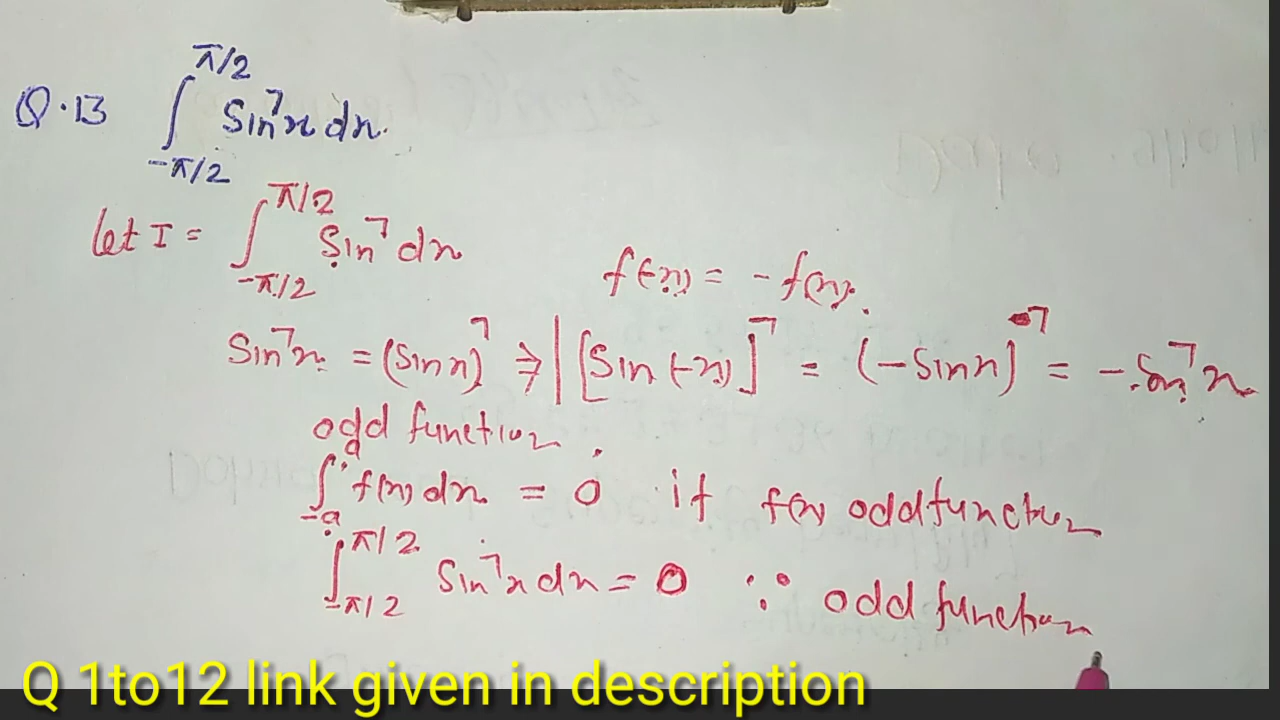 Q.13 ∫_{-π/2}^{π/2} Sin⁷x dx.
let I = ∫_{-π/2}^{π/2} Sin⁷ dx
f(-x) = -f(x).
Sin⁷x. = (Sin x)⁷ ⇒ | [Sin (-x)]⁷ = (-Sin x)⁷ = -Sin⁷x
odd function.
∫_{-a}^{a} f(x) dx = 0 if f(x) odd function
∫_{-π/2}^{π/2} Sin⁷x dx = 0 ∵ odd function
Q 1to12 link given in description